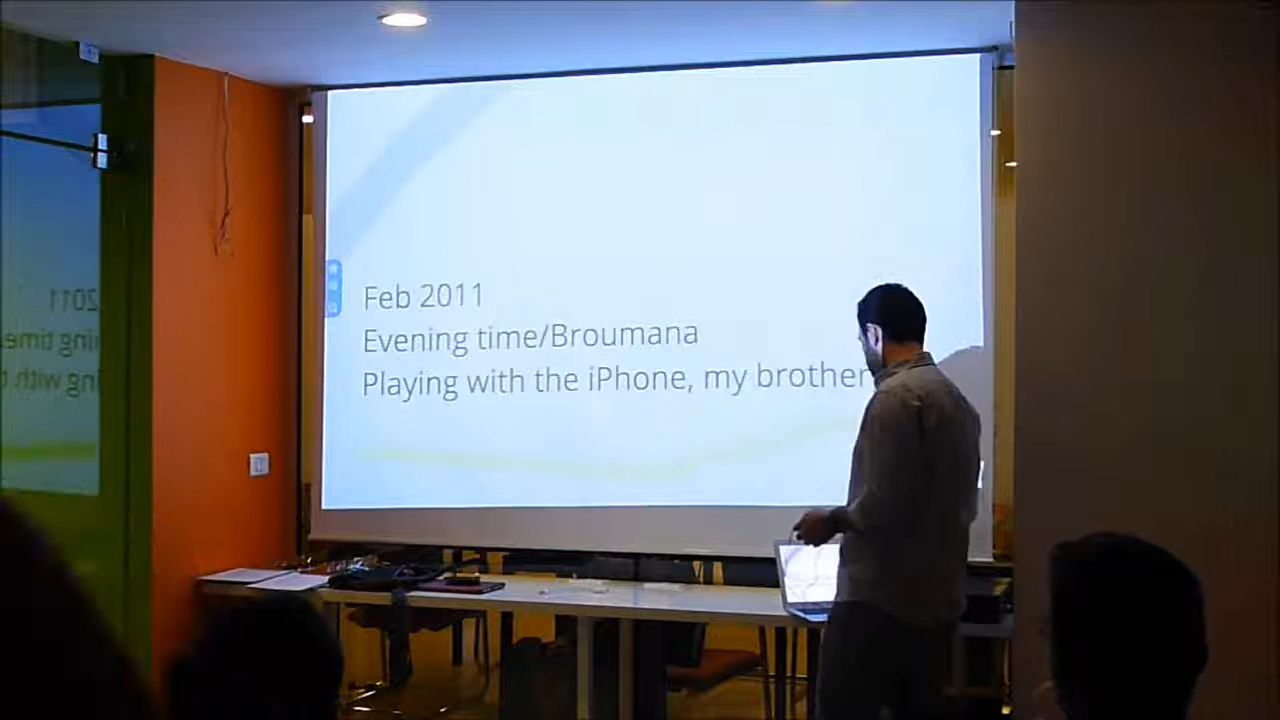 Feb 2011
Evening time/Broumana
Playing with the iPhone, my brother